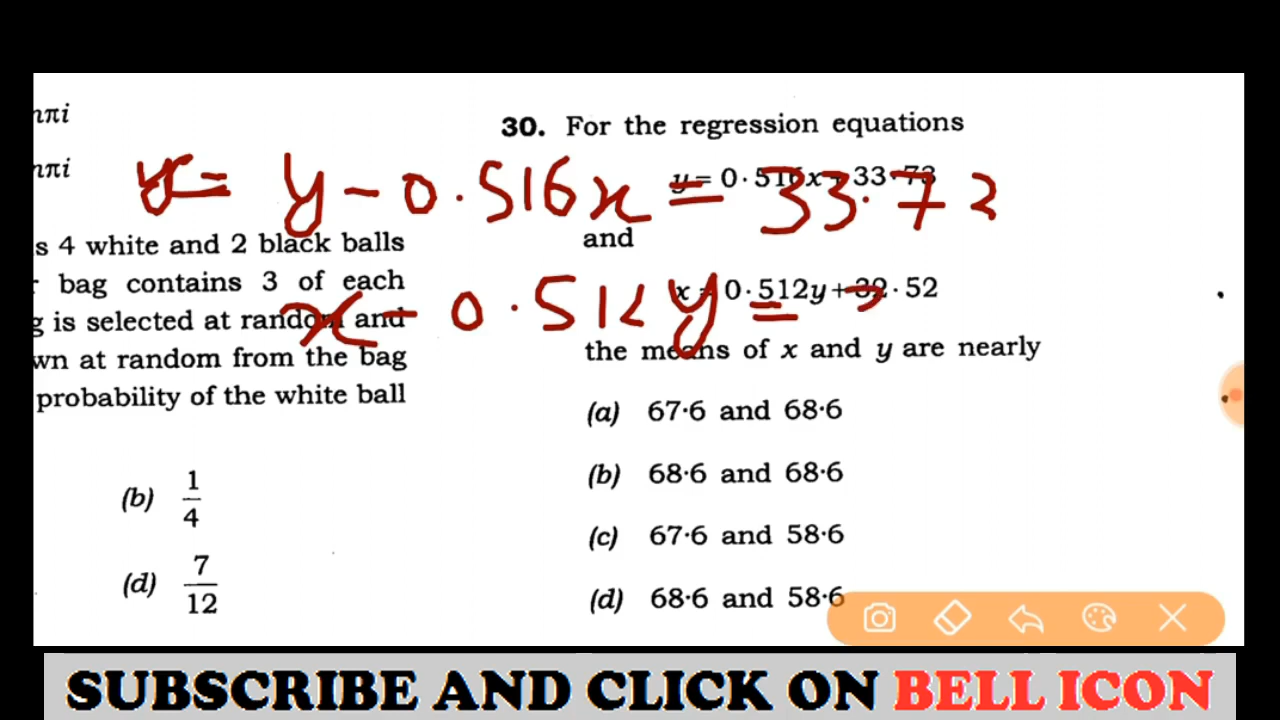 nπi
nπi
s 4 white and 2 black balls
bag contains 3 of each
g is selected at random and
wn at random from the bag
probability of the white ball
(b) 1/4
(d) 7/12
30. For the regression equations
y = 0·516x + 33·73
and
x = 0·512y + 32·52
the means of x and y are nearly
(a) 67·6 and 68·6
(b) 68·6 and 68·6
(c) 67·6 and 58·6
(d) 68·6 and 58·6
y = y - 0.516x = 33.73
x - 0.512y =
SUBSCRIBE AND CLICK ON BELL ICON